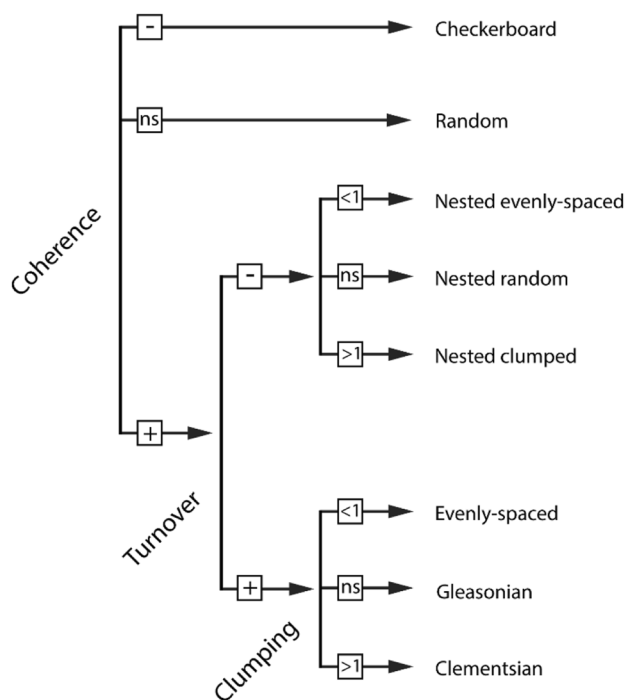 - Checkerboard
ns Random
Coherence
<1 Nested evenly-spaced
- ns Nested random
>1 Nested clumped
+
Turnover
<1 Evenly-spaced
+ ns Gleasonian
Clumping
>1 Clementsian